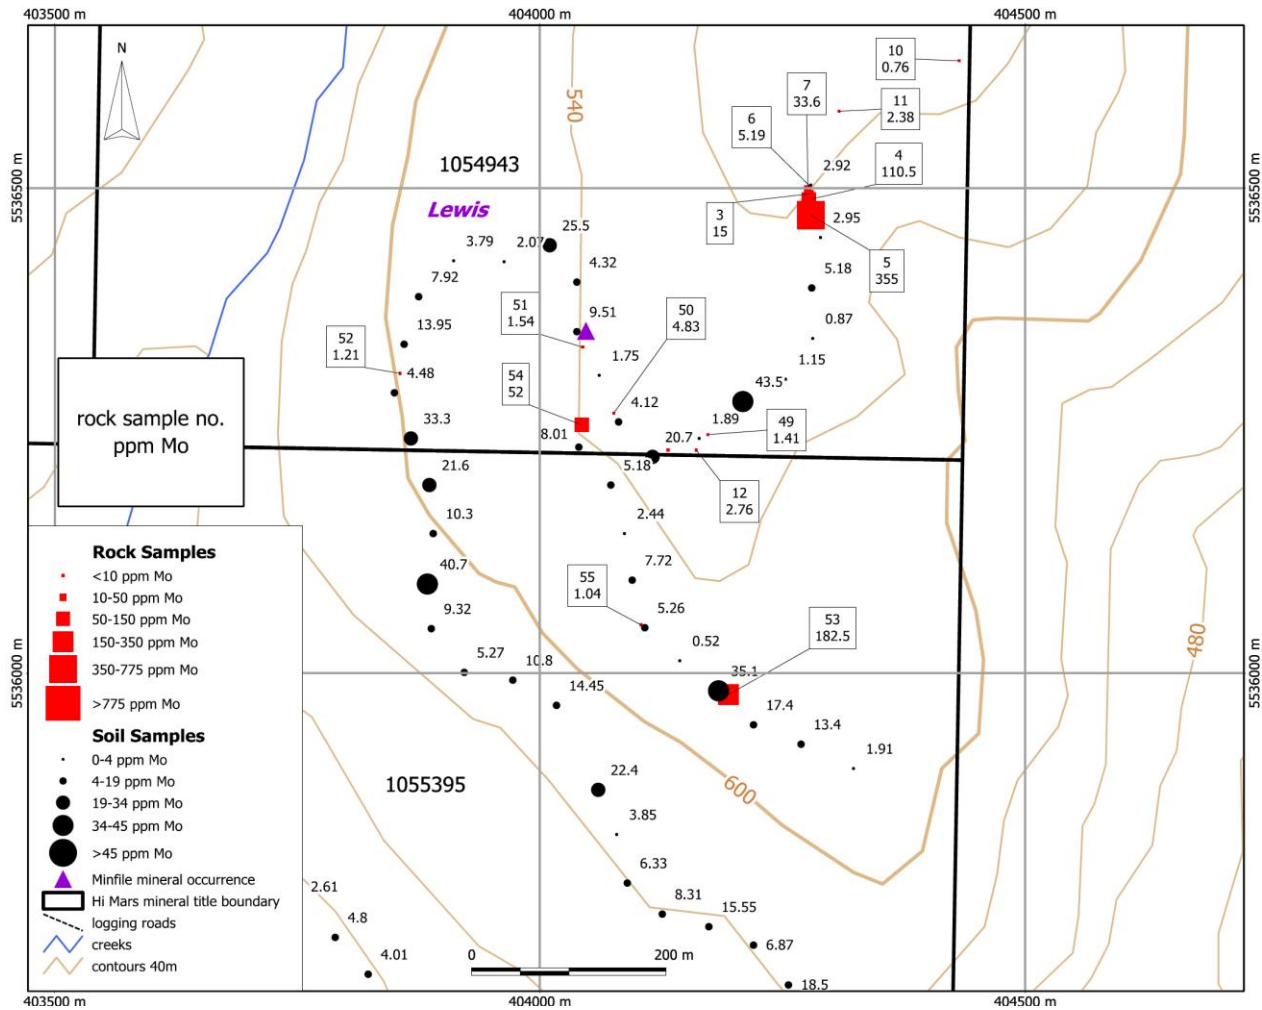 403500 m
404000 m
404500 m
N
540
10
0.76
7
33.6
11
2.38
6
5.19
2.92
4
110.5
1054943
5536500 m
5536500 m
Lewis
3
15
2.95
25.5
3.79
2.07
5
355
7.92
4.32
5.18
51
1.54
9.51
50
4.83
0.87
13.95
52
1.21
1.75
1.15
4.48
54
52
43.5
4.12
rock sample no.
ppm Mo
33.3
1.89
49
1.41
8.01
20.7
21.6
5.18
12
2.76
10.3
2.44
40.7
7.72
55
1.04
9.32
5.26
53
182.5
480
5.27
10.8
0.52
35.1
5536000 m
5536000 m
14.45
17.4
13.4
1.91
22.4
600
1055395
3.85
6.33
8.31
15.55
2.61
4.8
6.87
4.01
18.5
Rock Samples
<10 ppm Mo
10-50 ppm Mo
50-150 ppm Mo
150-350 ppm Mo
350-775 ppm Mo
>775 ppm Mo
Soil Samples
0-4 ppm Mo
4-19 ppm Mo
19-34 ppm Mo
34-45 ppm Mo
>45 ppm Mo
Minfile mineral occurrence
Hi Mars mineral title boundary
logging roads
creeks
contours 40m
0
200 m
403500 m
404000 m
404500 m